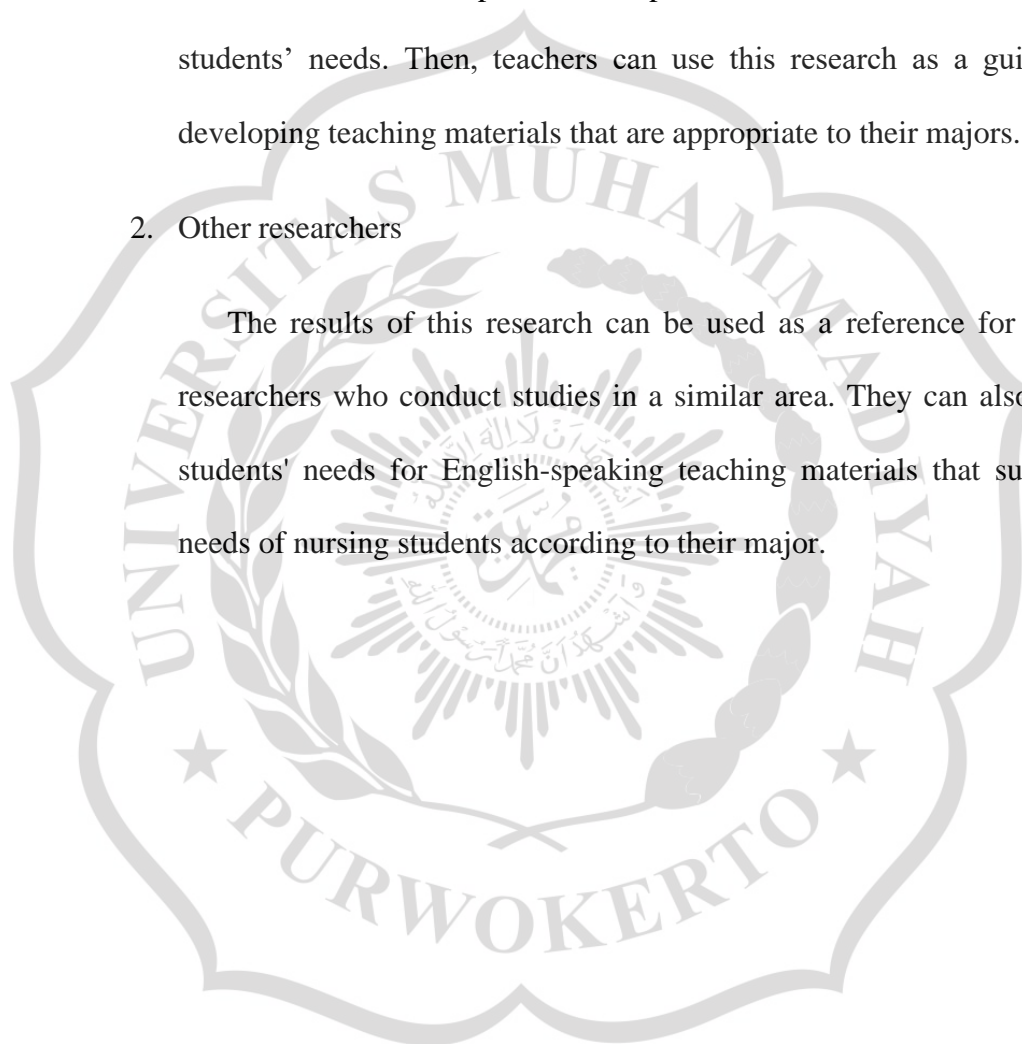 students’ needs. Then, teachers can use this research as a gui
developing teaching materials that are appropriate to their majors.
2. Other researchers
The results of this research can be used as a reference for
researchers who conduct studies in a similar area. They can also
students' needs for English-speaking teaching materials that su
needs of nursing students according to their major.
UNIVERSITAS MUHAMMADIYAH
PURWOKERTO